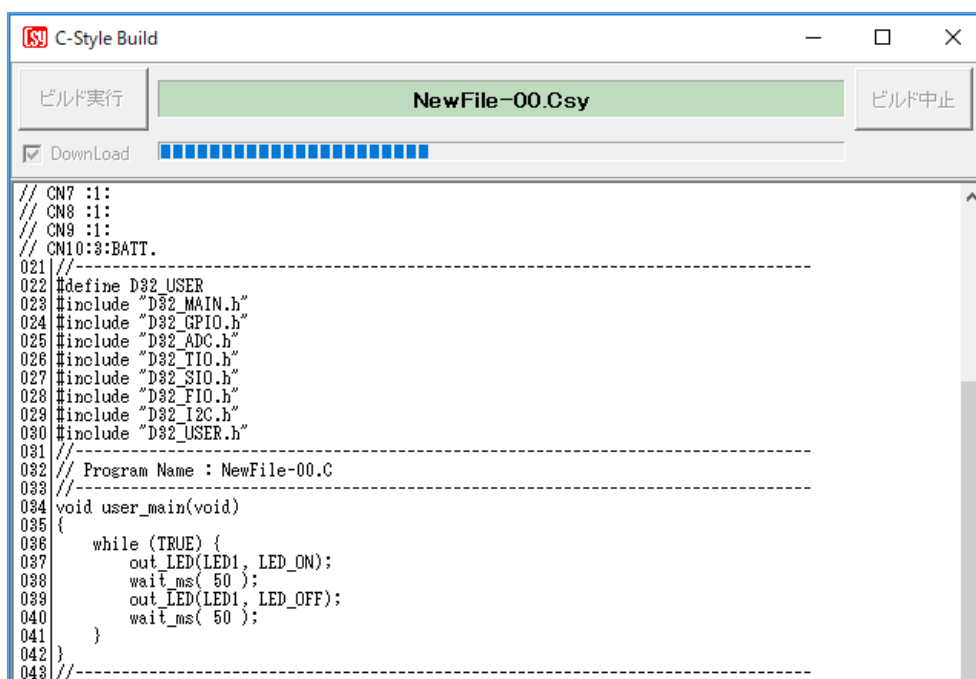 CSy C-Style Build
ビルド実行 NewFile-00.Csy ビルド中止
DownLoad
// CN7 :1:
// CN8 :1:
// CN9 :1:
// CN10:3:BATT.
021|//--------------------------------------------------------------------------------
022|#define D32_USER
023|#include "D32_MAIN.h"
024|#include "D32_GPIO.h"
025|#include "D32_ADC.h"
026|#include "D32_TIO.h"
027|#include "D32_SIO.h"
028|#include "D32_FIO.h"
029|#include "D32_I2C.h"
030|#include "D32_USER.h"
031|//--------------------------------------------------------------------------------
032|// Program Name : NewFile-00.C
033|//--------------------------------------------------------------------------------
034|void user_main(void)
035|{
036|    while (TRUE) {
037|        out_LED(LED1, LED_ON);
038|        wait_ms( 50 );
039|        out_LED(LED1, LED_OFF);
040|        wait_ms( 50 );
041|    }
042|}
043|//--------------------------------------------------------------------------------